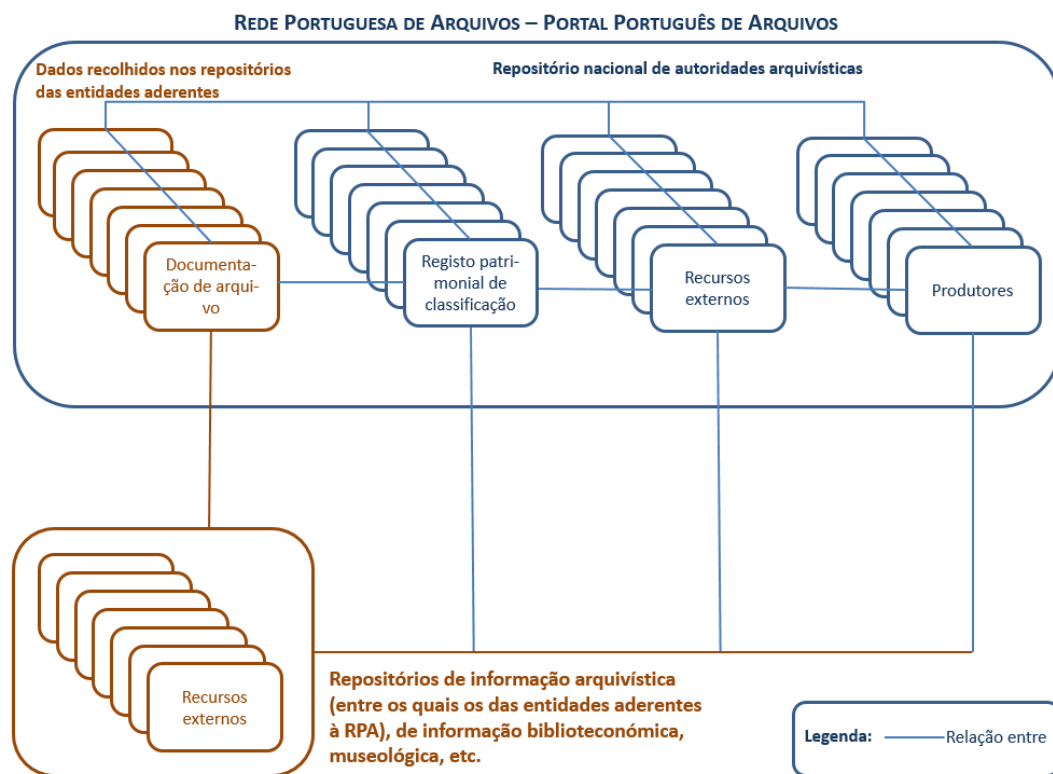 REDE PORTUGUESA DE ARQUIVOS – PORTAL PORTUGUÊS DE ARQUIVOS
Dados recolhidos nos repositórios
das entidades aderentes
Repositório nacional de autoridades arquivísticas
Documenta-
ção de arqui-
vo
Registo patri-
monial de
classificação
Recursos
externos
Produtores
Recursos
externos
Repositórios de informação arquivística
(entre os quais os das entidades aderentes
à RPA), de informação biblioteconómica,
museológica, etc.
Legenda: Relação entre